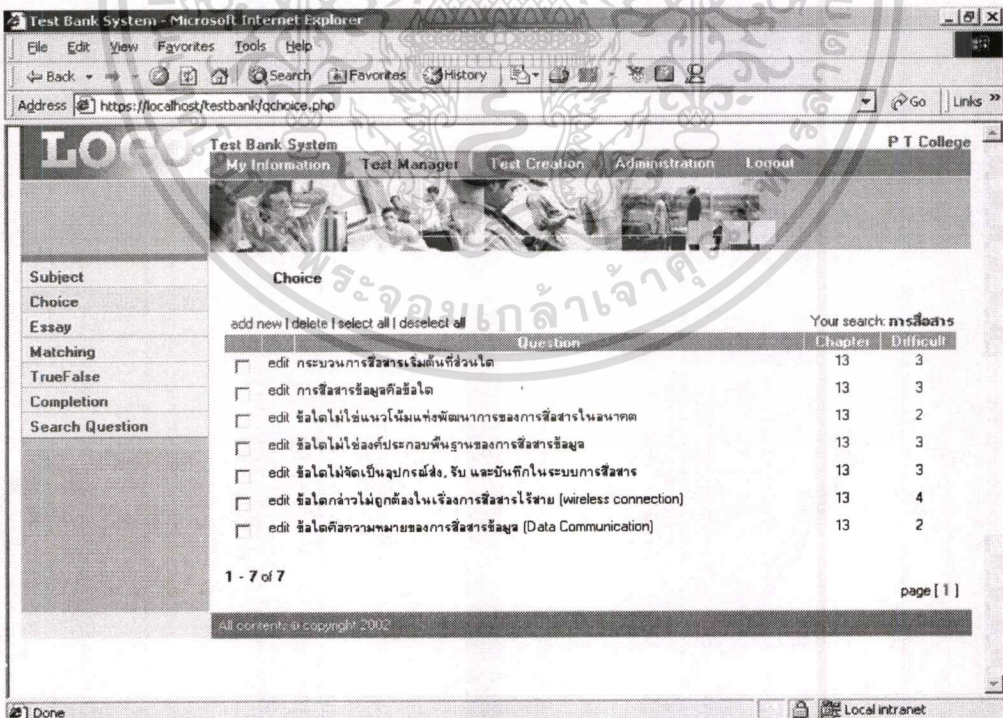 Test Bank System - Microsoft Internet Explorer
File Edit View Favorites Tools Help
Back Search Favorites History
Address https://localhost/testbank/qchoice.php Go Links »
Test Bank System P T College
My Information Test Manager Test Creation Administration Logout
Subject
Choice
Essay
Matching
TrueFalse
Completion
Search Question
Choice
add new | delete | select all | deselect all Your search: การสื่อสาร
Question Chapter Difficult
edit กระบวนการสื่อสารเริ่มต้นที่ส่วนใด 13 3
edit การสื่อสารข้อมูลคือข้อใด 13 3
edit ข้อใดไม่ใช่แนวโน้มแห่งพัฒนาการของการสื่อสารในอนาคต 13 2
edit ข้อใดไม่ใช่องค์ประกอบพื้นฐานของการสื่อสารข้อมูล 13 3
edit ข้อใดไม่จัดเป็นอุปกรณ์ส่ง, รับ และบันทึกในระบบการสื่อสาร 13 3
edit ข้อใดกล่าวไม่ถูกต้องในเรื่องการสื่อสารไร้สาย (wireless connection) 13 4
edit ข้อใดคือความหมายของการสื่อสารข้อมูล (Data Communication) 13 2
1 - 7 of 7
page [ 1 ]
All contents © copyright 2002
Done Local intranet
พระจอมเกล้าเจ้าคุณ